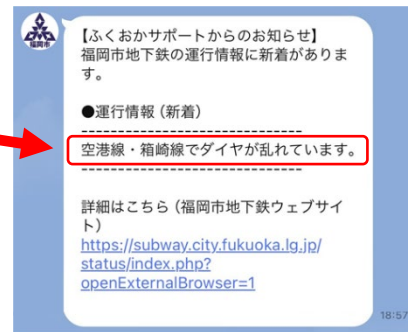 福岡市
【ふくおかサポートからのお知らせ】
福岡市地下鉄の運行情報に新着がありま
す。
●運行情報(新着)
------------------------------
空港線・箱崎線でダイヤが乱れています。
------------------------------
詳細はこちら(福岡市地下鉄ウェブサイ
ト)
https://subway.city.fukuoka.lg.jp/
status/index.php?
openExternalBrowser=1
18:57